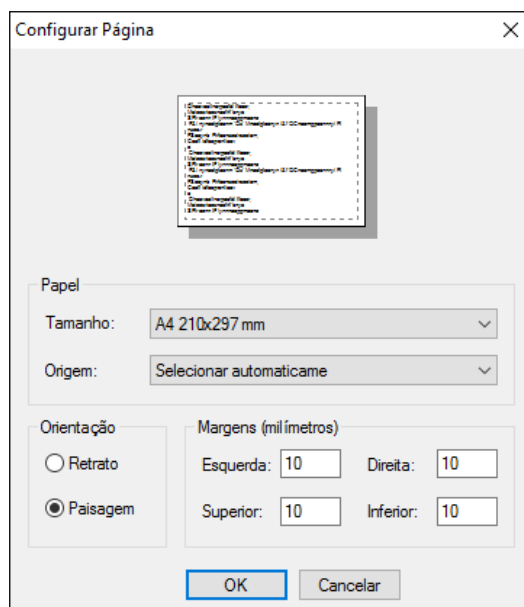 Configurar Página
Papel
Tamanho: A4 210x297 mm
Origem: Selecionar automaticame
Orientação
Retrato
Paisagem
Margens (milímetros)
Esquerda: 10 Direita: 10
Superior: 10 Inferior: 10
OK Cancelar